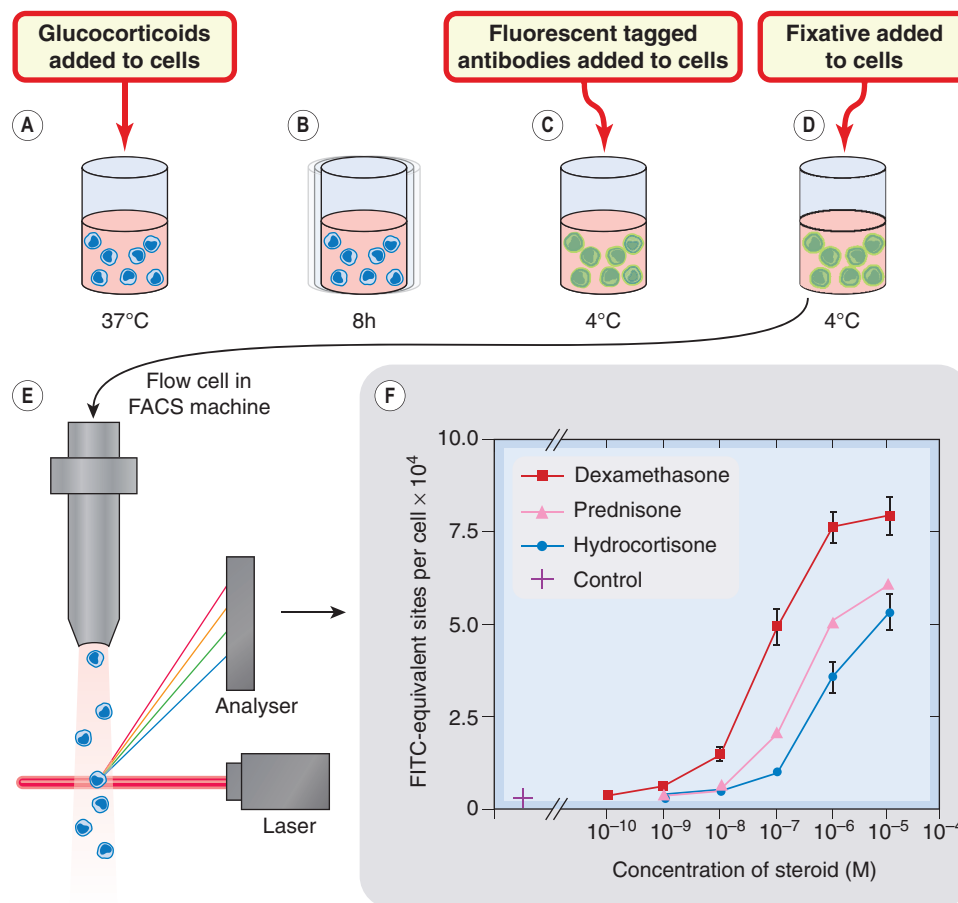 Glucocorticoids
added to cells
Fluorescent tagged
antibodies added to cells
Fixative added
to cells
A
B
C
D
37°C
8h
4°C
4°C
E
Flow cell in
FACS machine
Analyser
Laser
F
FITC-equivalent sites per cell × 10⁴
10.0
7.5
5.0
2.5
0
Dexamethasone
Prednisone
Hydrocortisone
Control
10⁻¹⁰ 10⁻⁹ 10⁻⁸ 10⁻⁷ 10⁻⁶ 10⁻⁵ 10⁻⁴
Concentration of steroid (M)